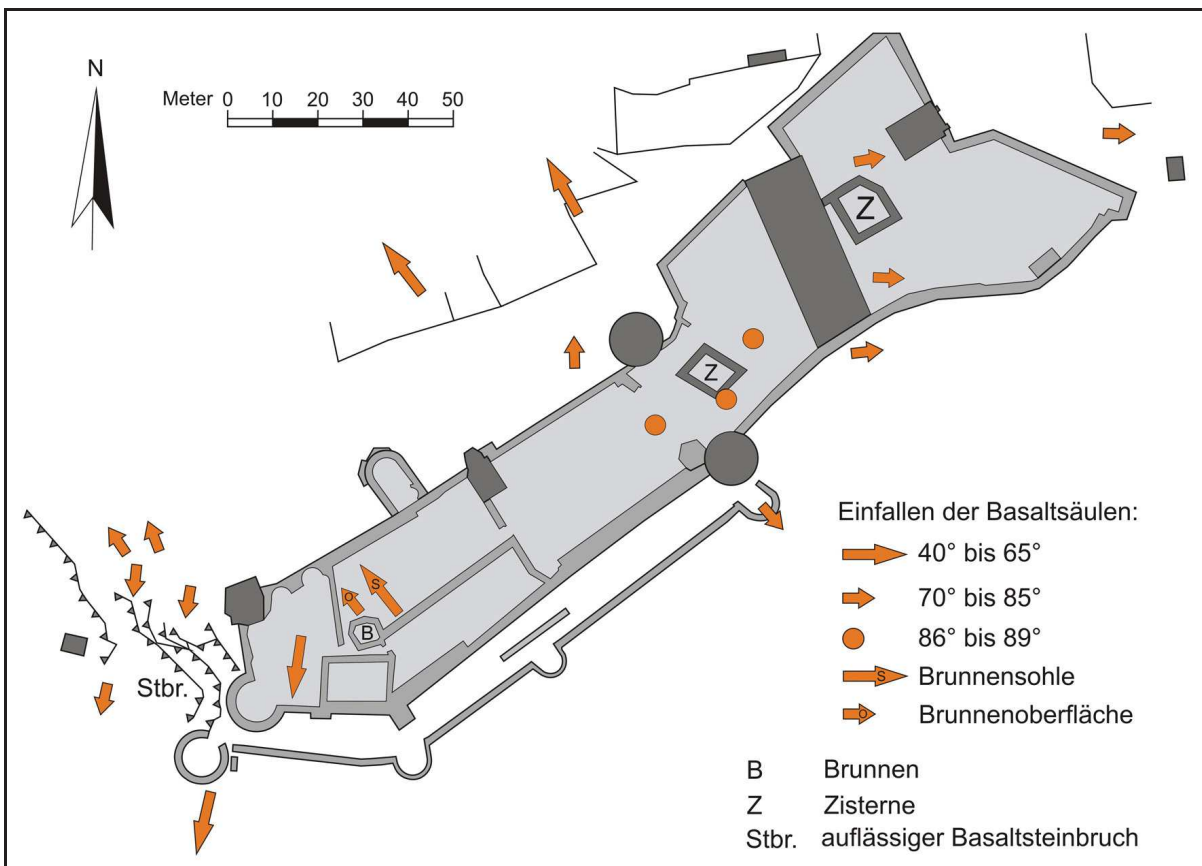 N
Meter 0 10 20 30 40 50
Z
Z
B
S
O
Stbr.
Einfallen der Basaltsäulen:
40° bis 65°
70° bis 85°
86° bis 89°
S Brunnensohle
O Brunnenoberfläche
B Brunnen
Z Zisterne
Stbr. auflässiger Basaltsteinbruch